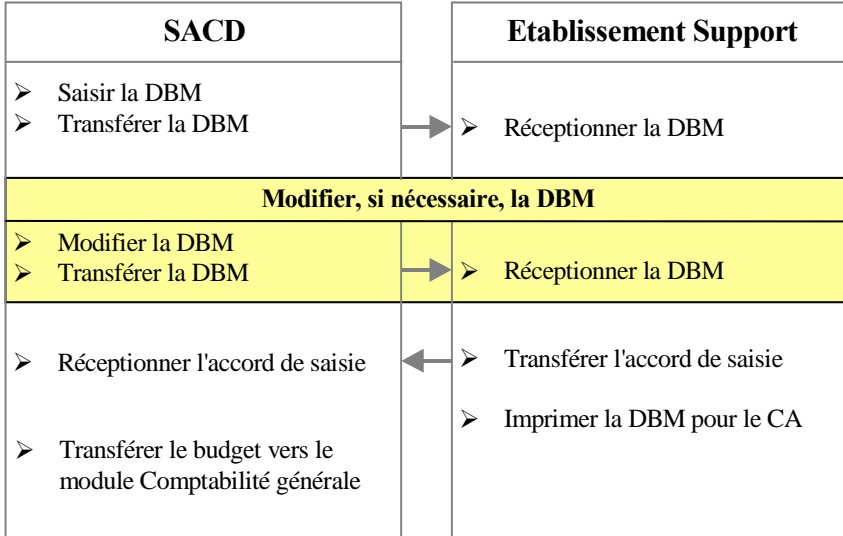 SACD
Etablissement Support
➢ Saisir la DBM
➢ Transférer la DBM
➢ Réceptionner la DBM
Modifier, si nécessaire, la DBM
➢ Modifier la DBM
➢ Transférer la DBM
➢ Réceptionner la DBM
➢ Réceptionner l'accord de saisie
➢ Transférer l'accord de saisie
➢ Imprimer la DBM pour le CA
➢ Transférer le budget vers le
module Comptabilité générale